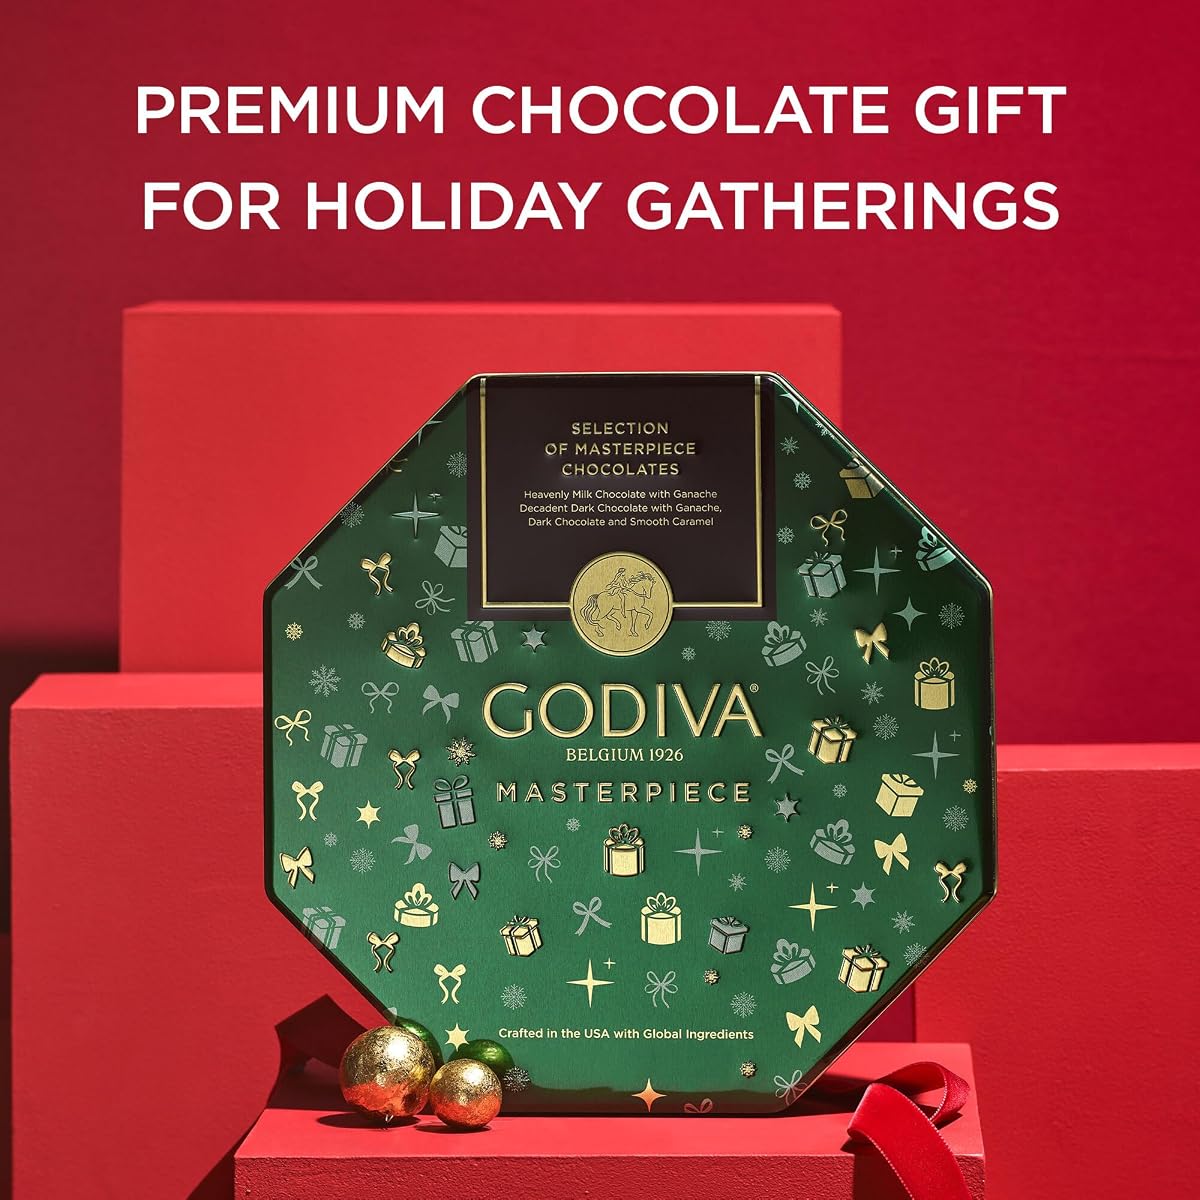 PREMIUM CHOCOLATE GIFT
FOR HOLIDAY GATHERINGS
SELECTION
OF MASTERPIECE
CHOCOLATES
Heavenly Milk Chocolate with Ganache
Decadent Dark Chocolate with Ganache,
Dark Chocolate and Smooth Caramel
GODIVA®
BELGIUM 1926
MASTERPIECE
Crafted in the USA with Global Ingredients